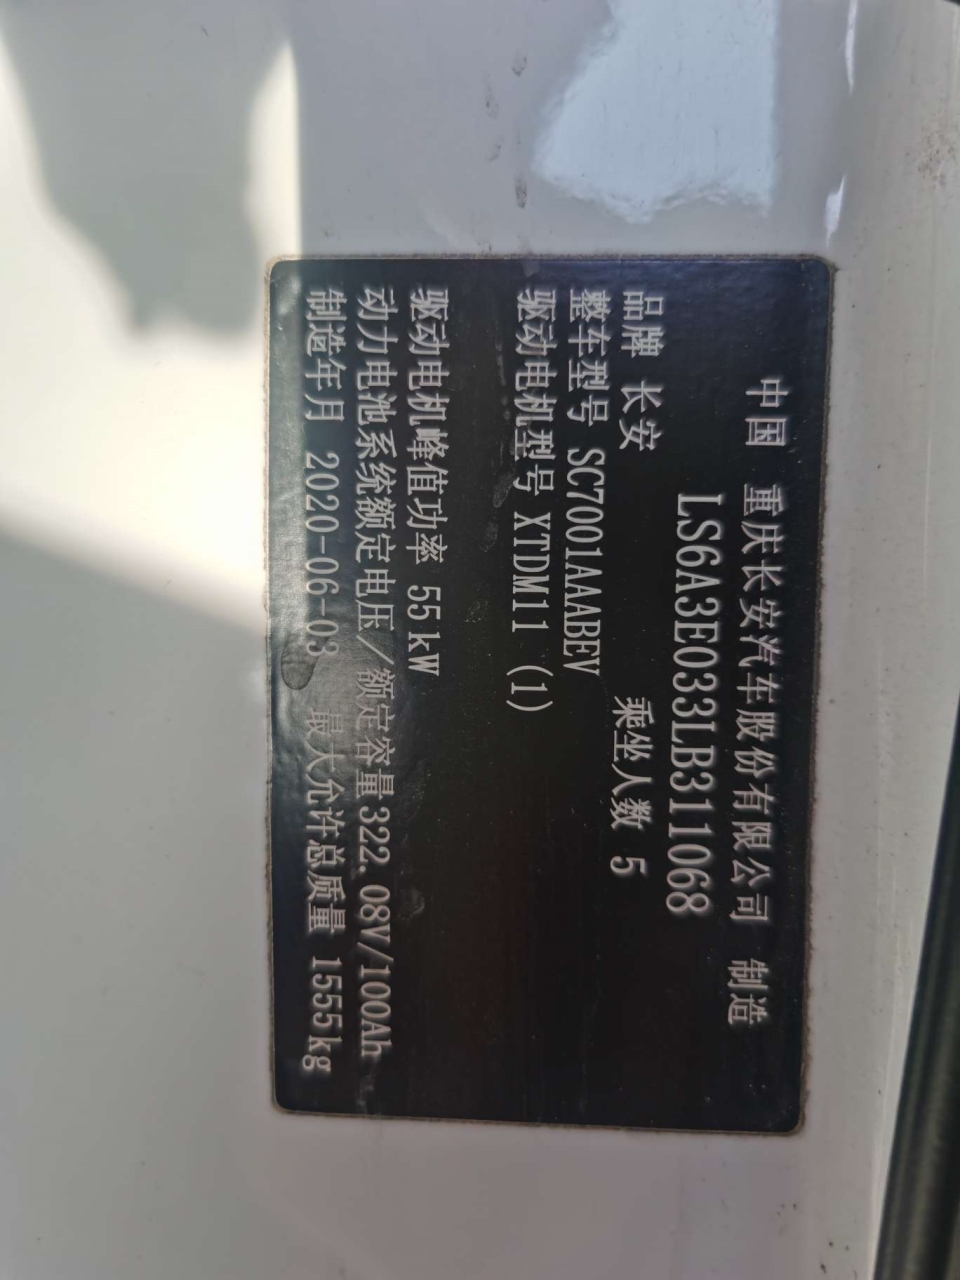 中国 重庆长安汽车股份有限公司 制造
LS6A3E033LB311068
品牌 长安 乘坐人数 5
整车型号 SC7001AAABEV
驱动电机型号 XTDM11 (1)
驱动电机峰值功率 55kW
动力电池系统额定电压/额定容量322.08V/100Ah
制造年月 2020-06-03 最大允许总质量 1555kg